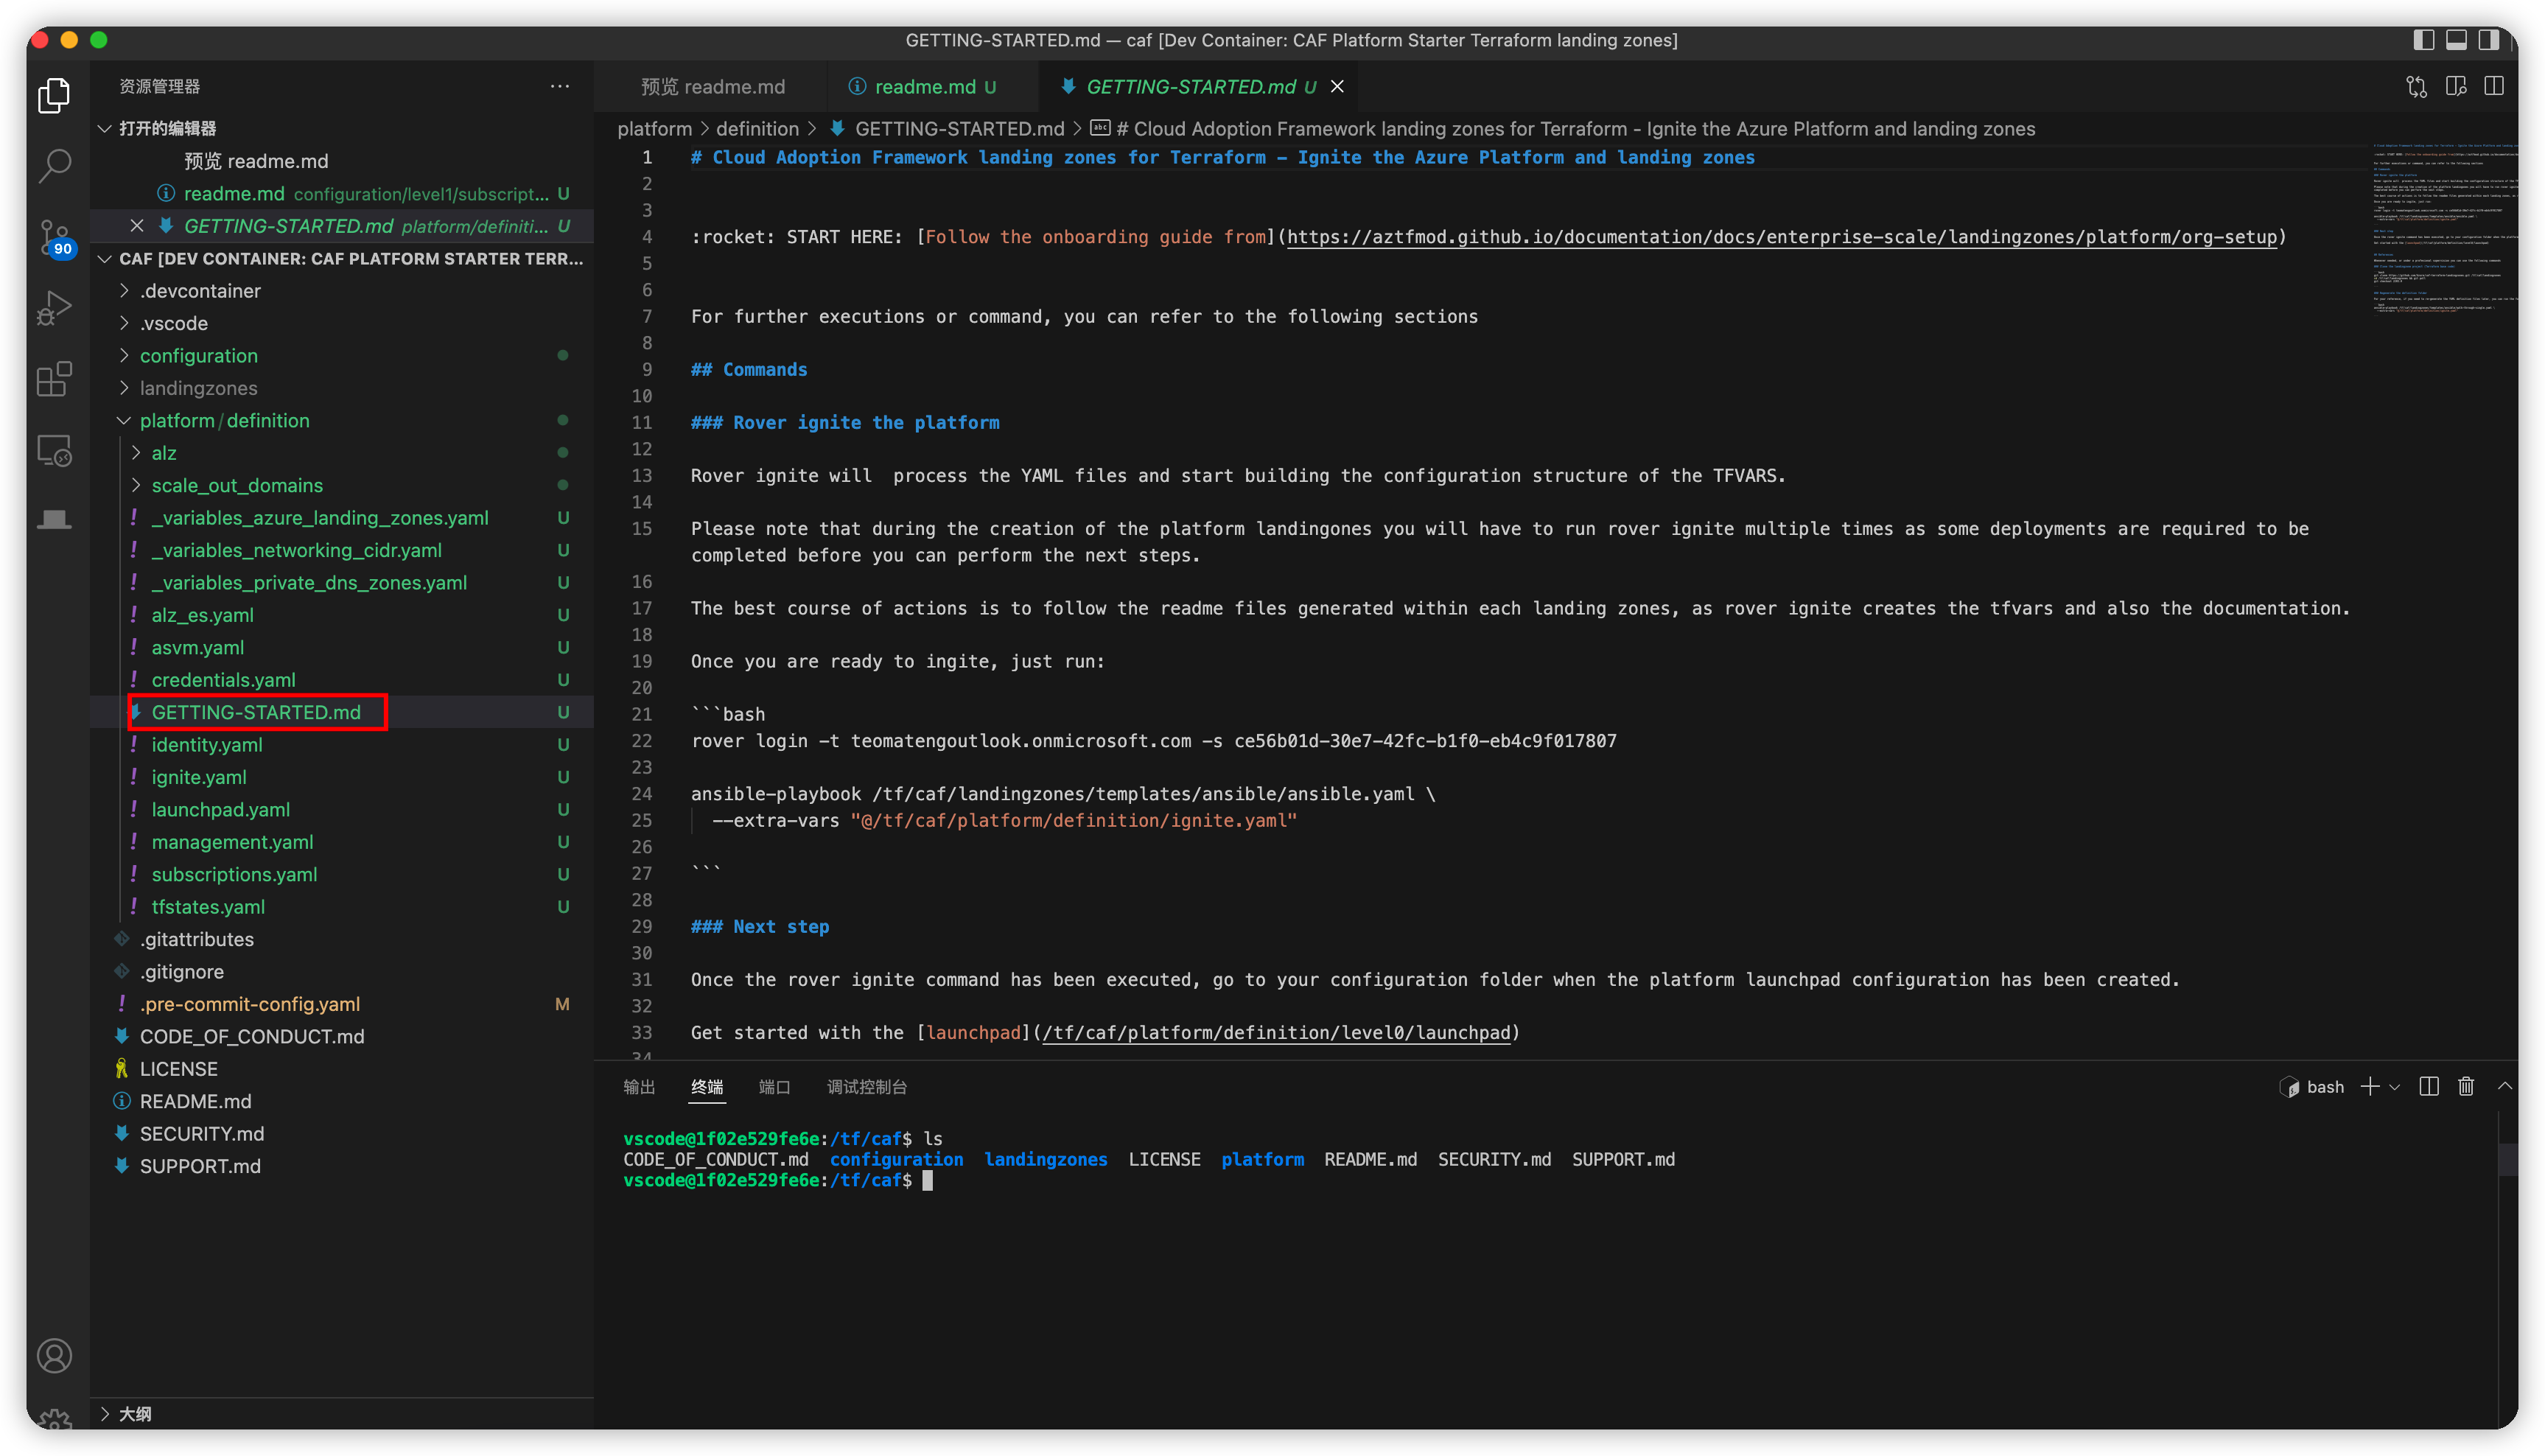 GETTING-STARTED.md — caf [Dev Container: CAF Platform Starter Terraform landing zones]
资源管理器
打开的编辑器
预览 readme.md
readme.md configuration/level1/subscript... U
GETTING-STARTED.md platform/definiti... U
90
CAF [DEV CONTAINER: CAF PLATFORM STARTER TERR...
.devcontainer
.vscode
configuration
landingzones
platform/definition
alz
scale_out_domains
_variables_azure_landing_zones.yaml U
_variables_networking_cidr.yaml U
_variables_private_dns_zones.yaml U
alz_es.yaml U
asvm.yaml U
credentials.yaml U
GETTING-STARTED.md U
identity.yaml U
ignite.yaml U
launchpad.yaml U
management.yaml U
subscriptions.yaml U
tfstates.yaml U
.gitattributes
.gitignore
.pre-commit-config.yaml M
CODE_OF_CONDUCT.md
LICENSE
README.md
SECURITY.md
SUPPORT.md
大纲
预览 readme.md
readme.md U
GETTING-STARTED.md U
platform > definition > GETTING-STARTED.md > # Cloud Adoption Framework landing zones for Terraform - Ignite the Azure Platform and landing zones
1 # Cloud Adoption Framework landing zones for Terraform - Ignite the Azure Platform and landing zones
2
3
4 :rocket: START HERE: [Follow the onboarding guide from](https://aztfmod.github.io/documentation/docs/enterprise-scale/landingzones/platform/org-setup)
5
6
7 For further executions or command, you can refer to the following sections
8
9 ## Commands
10
11 ### Rover ignite the platform
12
13 Rover ignite will  process the YAML files and start building the configuration structure of the TFVARS.
14
15 Please note that during the creation of the platform landingones you will have to run rover ignite multiple times as some deployments are required to be
completed before you can perform the next steps.
16
17 The best course of actions is to follow the readme files generated within each landing zones, as rover ignite creates the tfvars and also the documentation.
18
19 Once you are ready to ingite, just run:
20
21 ```bash
22 rover login -t teomatengoutlook.onmicrosoft.com -s ce56b01d-30e7-42fc-b1f0-eb4c9f017807
23
24 ansible-playbook /tf/caf/landingzones/templates/ansible/ansible.yaml \
25   --extra-vars "@/tf/caf/platform/definition/ignite.yaml"
26
27 ```
28
29 ### Next step
30
31 Once the rover ignite command has been executed, go to your configuration folder when the platform launchpad configuration has been created.
32
33 Get started with the [launchpad](/tf/caf/platform/definition/level0/launchpad)
34
输出 终端 端口 调试控制台
bash
vscode@1f02e529fe6e:/tf/caf$ ls
CODE_OF_CONDUCT.md configuration landingzones LICENSE platform README.md SECURITY.md SUPPORT.md
vscode@1f02e529fe6e:/tf/caf$